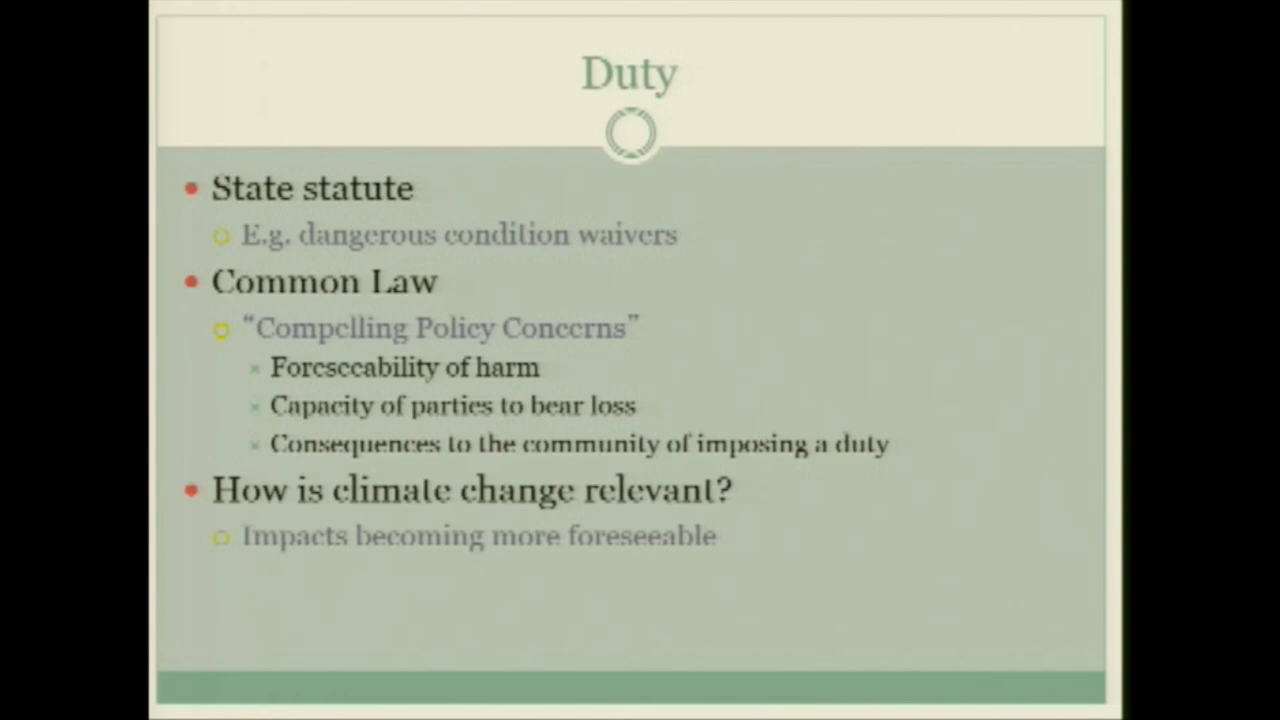 Duty
State statute
E.g. dangerous condition waivers
Common Law
“Compelling Policy Concerns”
Foreseeability of harm
Capacity of parties to bear loss
Consequences to the community of imposing a duty
How is climate change relevant?
Impacts becoming more foreseeable